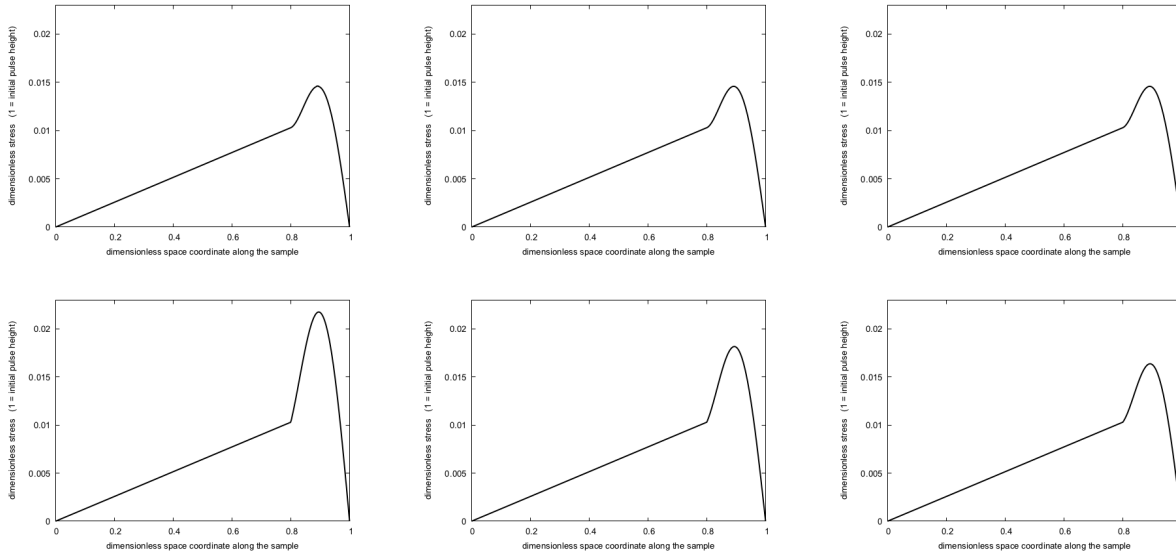 dimensionless stress (1 = initial pulse height)
0.02
0.015
0.01
0.005
0
0 0.2 0.4 0.6 0.8 1
dimensionless space coordinate along the sample
dimensionless stress (1 = initial pulse height)
0.02
0.015
0.01
0.005
0
0 0.2 0.4 0.6 0.8 1
dimensionless space coordinate along the sample
dimensionless stress (1 = initial pulse height)
0.02
0.015
0.01
0.005
0
0 0.2 0.4 0.6 0.8
dimensionless space coordinate along the sample
dimensionless stress (1 = initial pulse height)
0.02
0.015
0.01
0.005
0
0 0.2 0.4 0.6 0.8 1
dimensionless space coordinate along the sample
dimensionless stress (1 = initial pulse height)
0.02
0.015
0.01
0.005
0
0 0.2 0.4 0.6 0.8 1
dimensionless space coordinate along the sample
dimensionless stress (1 = initial pulse height)
0.02
0.015
0.01
0.005
0
0 0.2 0.4 0.6 0.8
dimensionless space coordinate along the sample